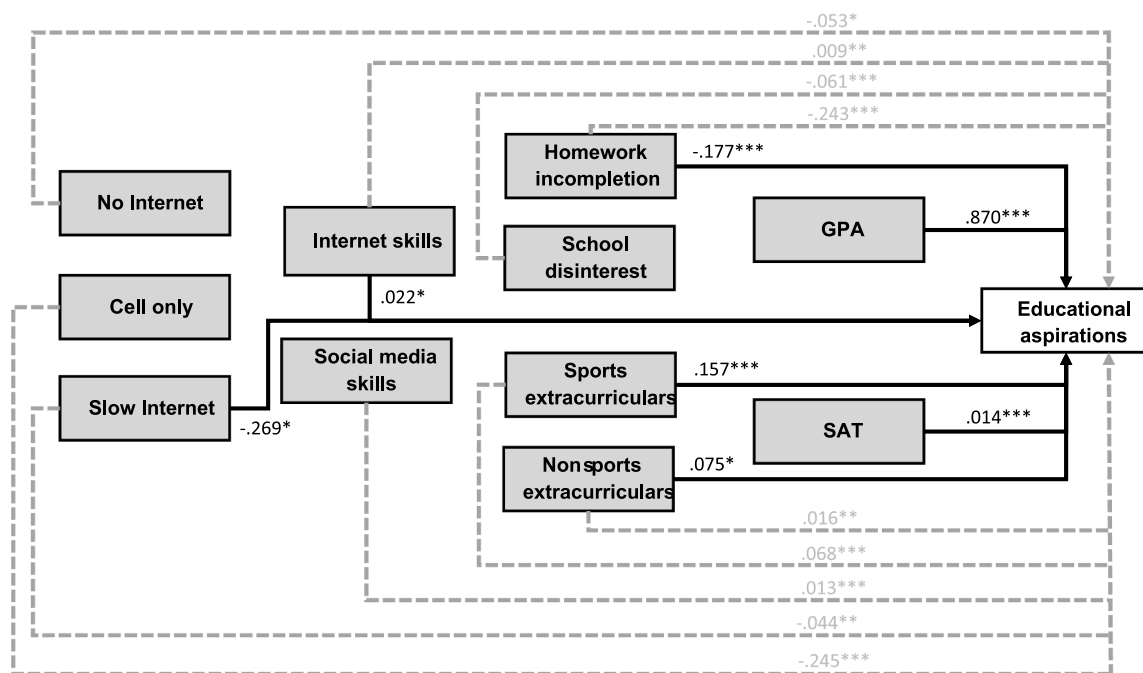 -.053*
.009**
-.061***
-.243***
Homework
incompletion
-.177***
No Internet
Internet skills
GPA
.870***
School
disinterest
Cell only
.022*
Educational
aspirations
Social media
skills
Sports
extracurriculars
.157***
Slow Internet
-.269*
SAT
.014***
Nonsports
extracurriculars
.075*
.016**
.068***
.013***
-.044**
-.245***